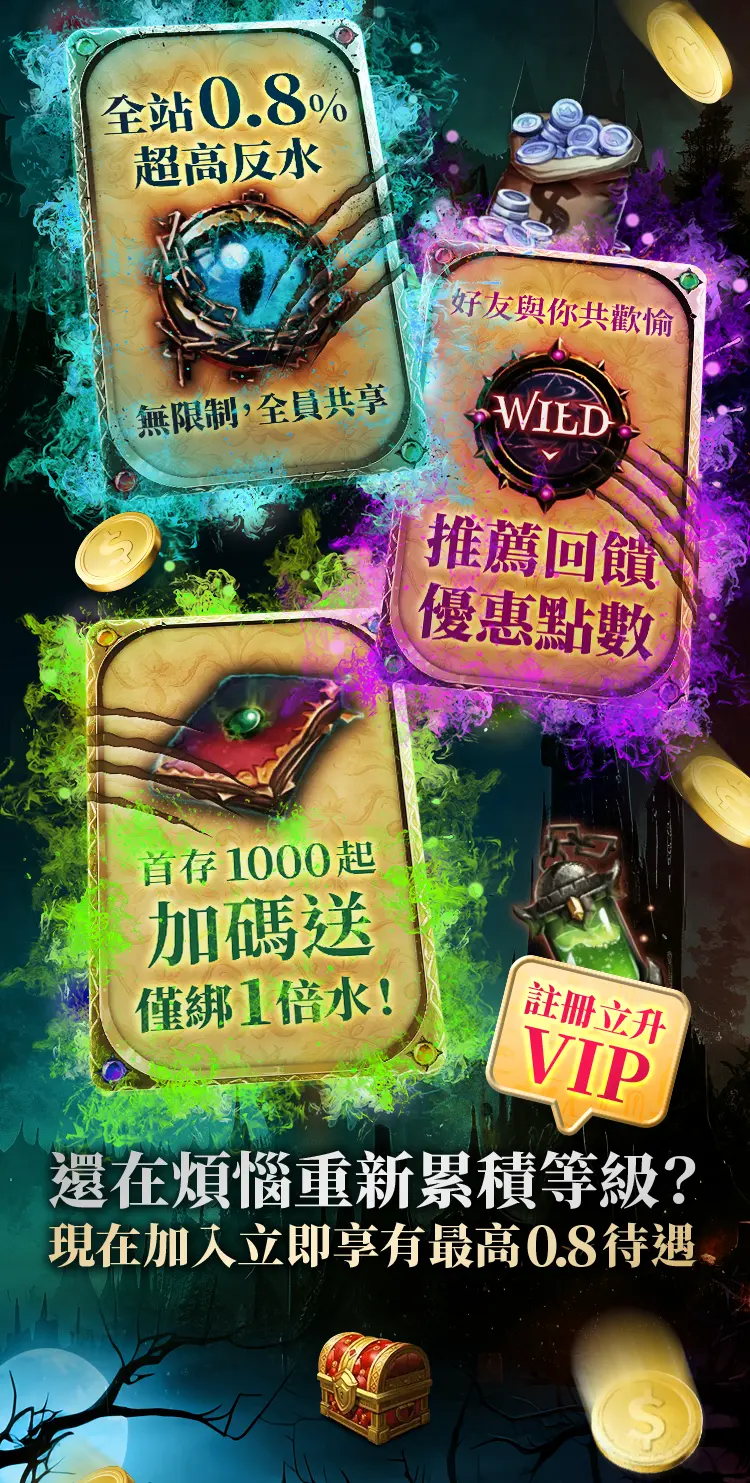 全站0.8%
超高反水
無限制，全員共享
好友與你共歡愉
WILD
推薦回饋
優惠點數
首存1000起
加碼送
僅綁1倍水!
註冊立升
VIP
還在煩惱重新累積等級?
現在加入立即享有最高0.8待遇